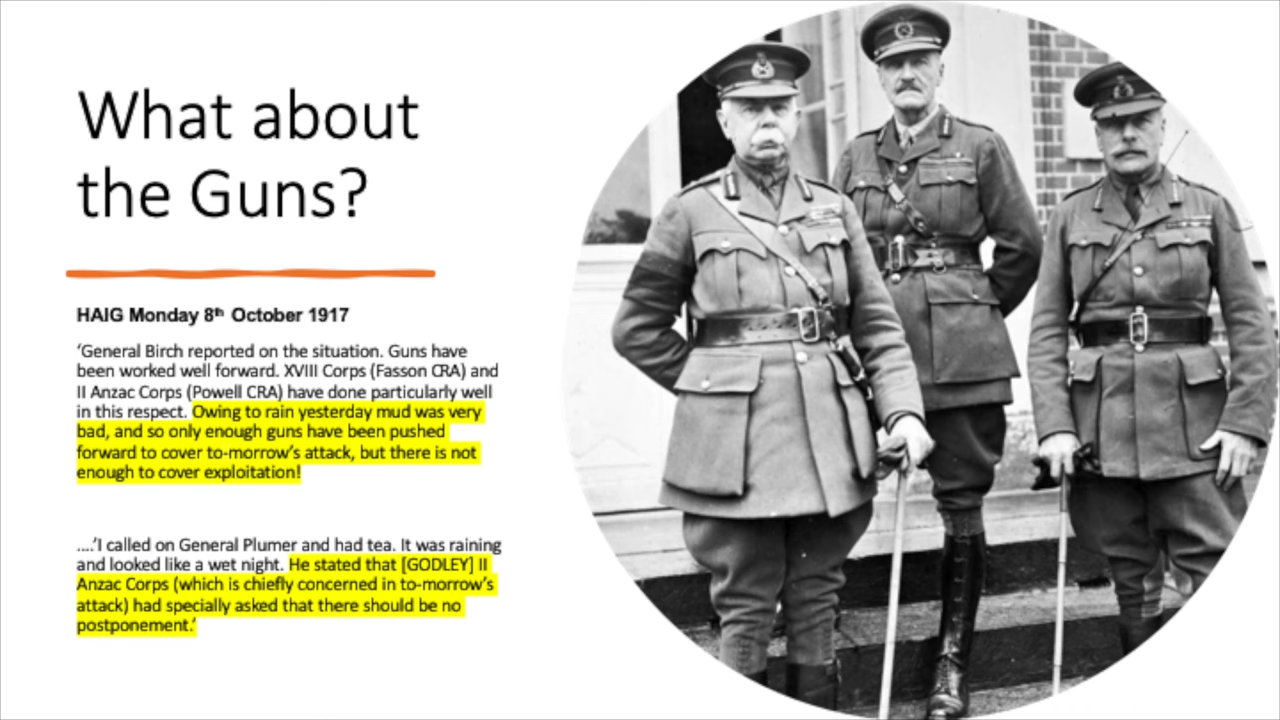 What about
the Guns?
HAIG Monday 8th October 1917
‘General Birch reported on the situation. Guns have
been worked well forward. XVIII Corps (Fasson CRA) and
II Anzac Corps (Powell CRA) have done particularly well
in this respect. Owing to rain yesterday mud was very
bad, and so only enough guns have been pushed
forward to cover to-morrow’s attack, but there is not
enough to cover exploitation!
….’I called on General Plumer and had tea. It was raining
and looked like a wet night. He stated that [GODLEY] II
Anzac Corps (which is chiefly concerned in to-morrow’s
attack) had specially asked that there should be no
postponement.’